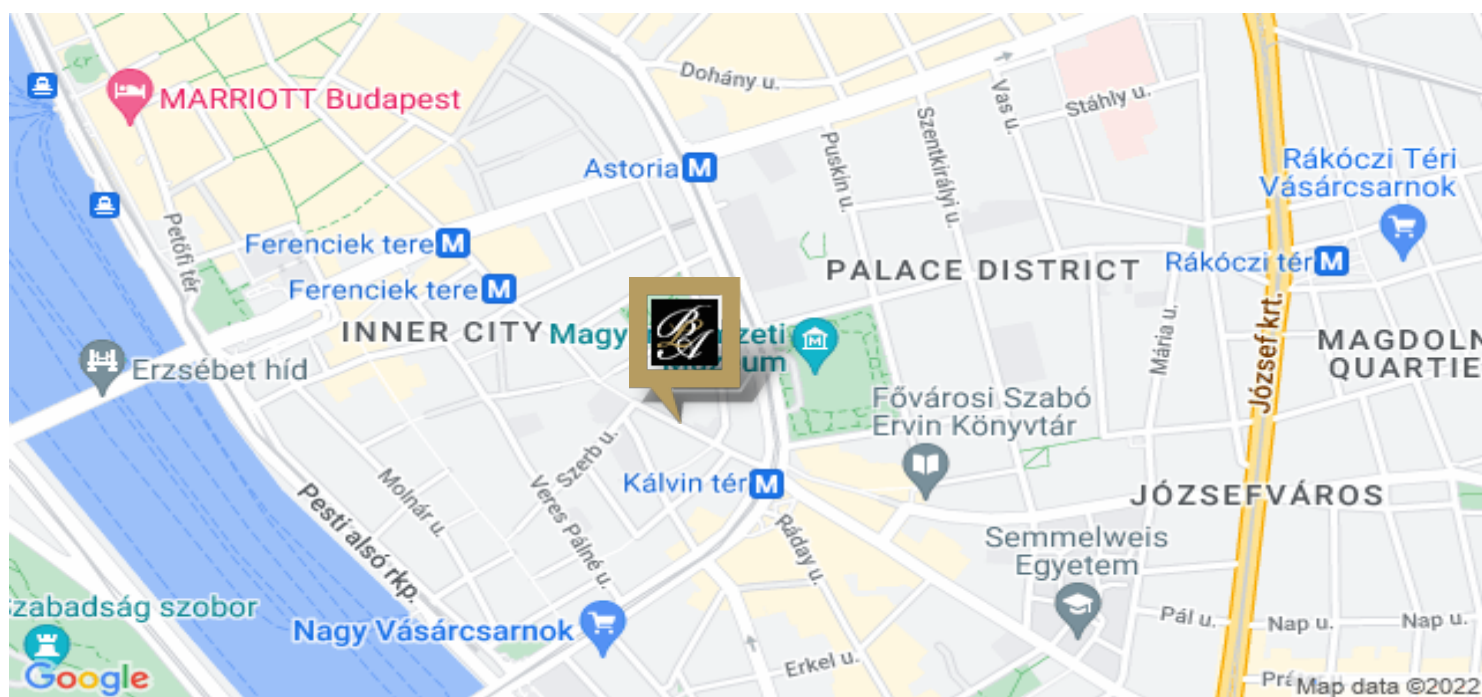 Dohány u.
MARRIOTT Budapest
Vas u.
Stáhly u.
Szentkirályi u.
Puskin u.
Astoria M
Rákóczi Téri
Vásárcsarnok
Petőfi tér
Ferenciek tere M
Ferenciek tere M
PALACE DISTRICT
Rákóczi tér M
INNER CITY
József krt.
Mária u.
MAGDOLN
QUARTIE
Erzsébet híd
Fővárosi Szabó
Ervin Könyvtár
Szerb u.
Kálvin tér M
Molnár u.
Veres Pálné u.
JÓZSEFVÁROS
Pesti alsó rkp.
Ráday u.
Semmelweis
Egyetem
Szabadság szobor
Nagy Vásárcsarnok
Pál u.
Nap u.
Nap u.
Erkel u.
Google
Map data ©2022